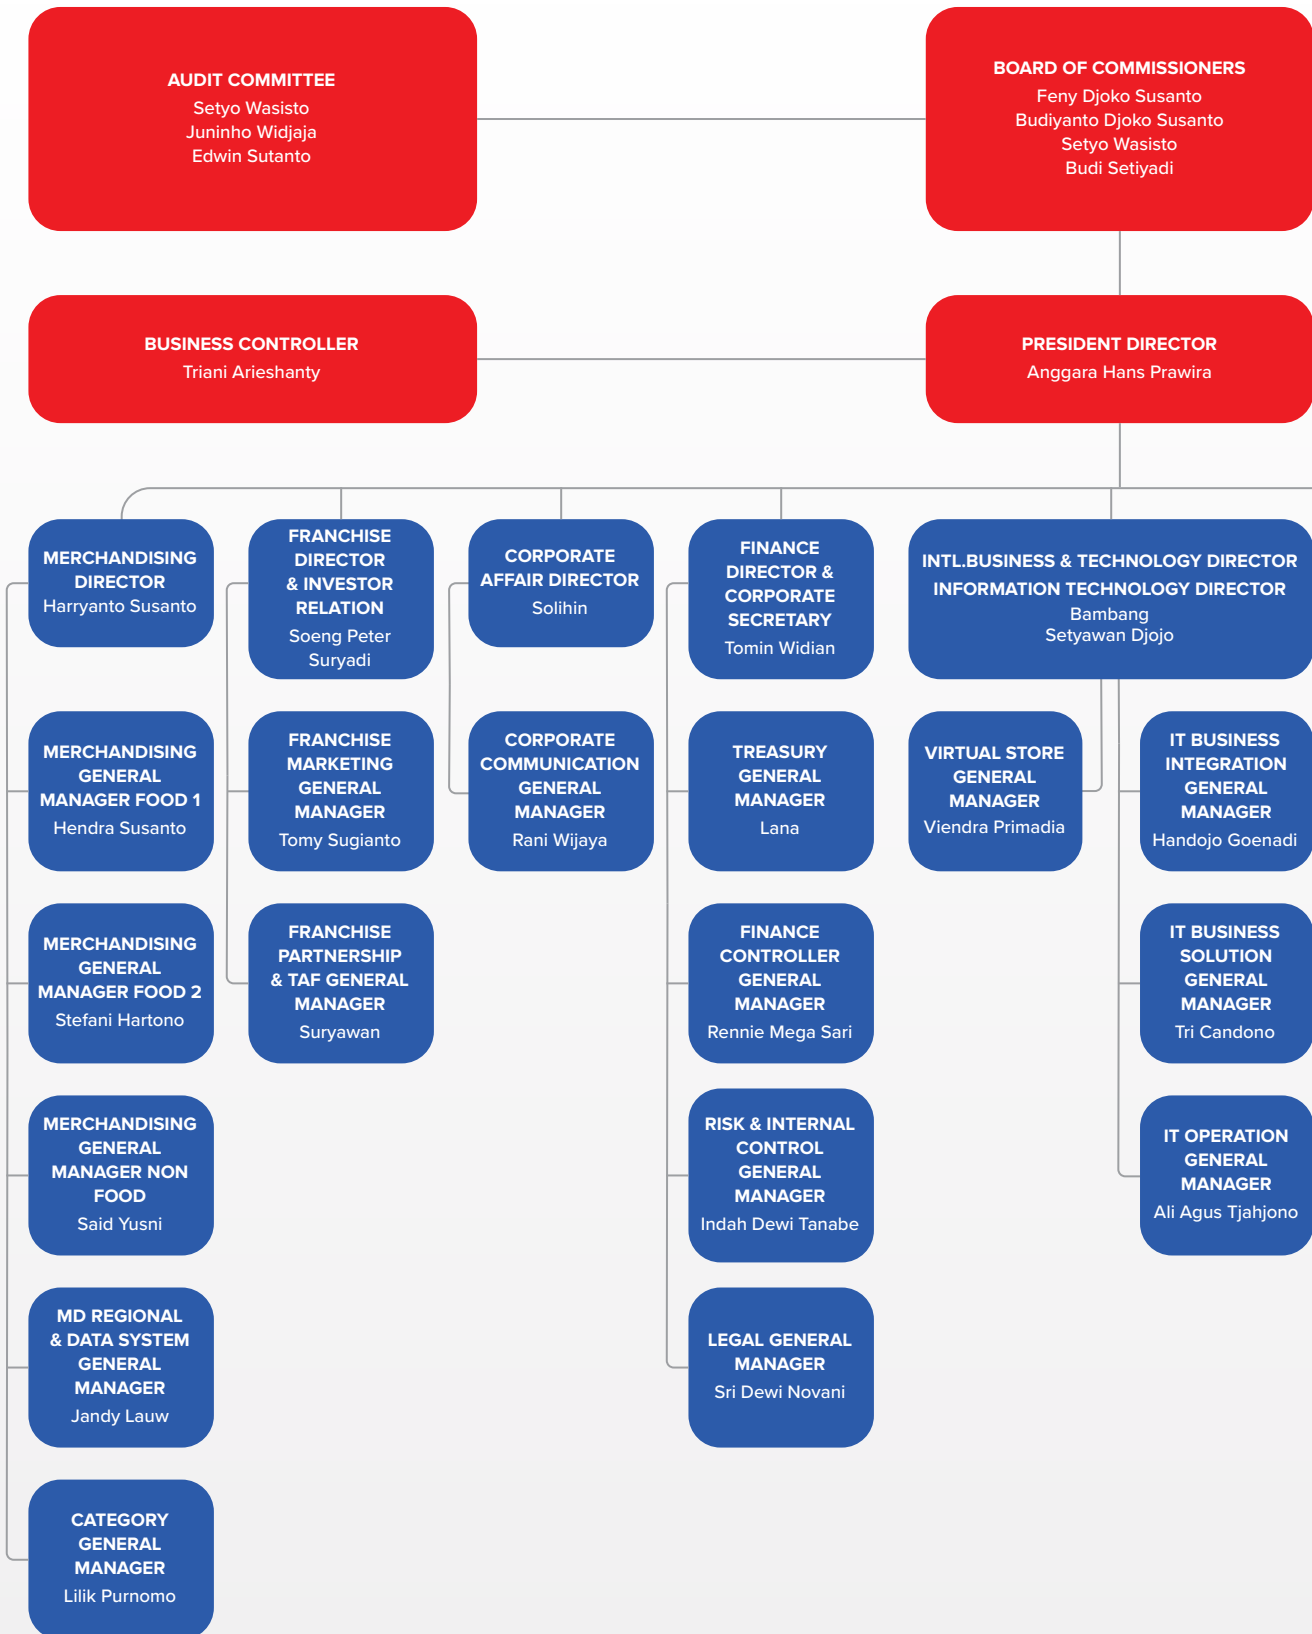 AUDIT COMMITTEE
Setyo Wasisto
Juninho Widjaja
Edwin Sutanto
BOARD OF COMMISSIONERS
Feny Djoko Susanto
Budiyanto Djoko Susanto
Setyo Wasisto
Budi Setiyadi
BUSINESS CONTROLLER
Triani Arieshanty
PRESIDENT DIRECTOR
Anggara Hans Prawira
MERCHANDISING
DIRECTOR
Harryanto Susanto
FRANCHISE
DIRECTOR
& INVESTOR
RELATION
Soeng Peter
Suryadi
CORPORATE
AFFAIR DIRECTOR
Solihin
FINANCE
DIRECTOR &
CORPORATE
SECRETARY
Tomin Widian
INTL.BUSINESS & TECHNOLOGY DIRECTOR
INFORMATION TECHNOLOGY DIRECTOR
Bambang
Setyawan Djojo
MERCHANDISING
GENERAL
MANAGER FOOD 1
Hendra Susanto
FRANCHISE
MARKETING
GENERAL
MANAGER
Tomy Sugianto
CORPORATE
COMMUNICATION
GENERAL
MANAGER
Rani Wijaya
TREASURY
GENERAL
MANAGER
Lana
VIRTUAL STORE
GENERAL
MANAGER
Viendra Primadia
IT BUSINESS
INTEGRATION
GENERAL
MANAGER
Handojo Goenadi
MERCHANDISING
GENERAL
MANAGER FOOD 2
Stefani Hartono
FRANCHISE
PARTNERSHIP
& TAF GENERAL
MANAGER
Suryawan
FINANCE
CONTROLLER
GENERAL
MANAGER
Rennie Mega Sari
IT BUSINESS
SOLUTION
GENERAL
MANAGER
Tri Candono
MERCHANDISING
GENERAL
MANAGER NON
FOOD
Said Yusni
RISK & INTERNAL
CONTROL
GENERAL
MANAGER
Indah Dewi Tanabe
IT OPERATION
GENERAL
MANAGER
Ali Agus Tjahjono
MD REGIONAL
& DATA SYSTEM
GENERAL
MANAGER
Jandy Lauw
LEGAL GENERAL
MANAGER
Sri Dewi Novani
CATEGORY
GENERAL
MANAGER
Lilik Purnomo